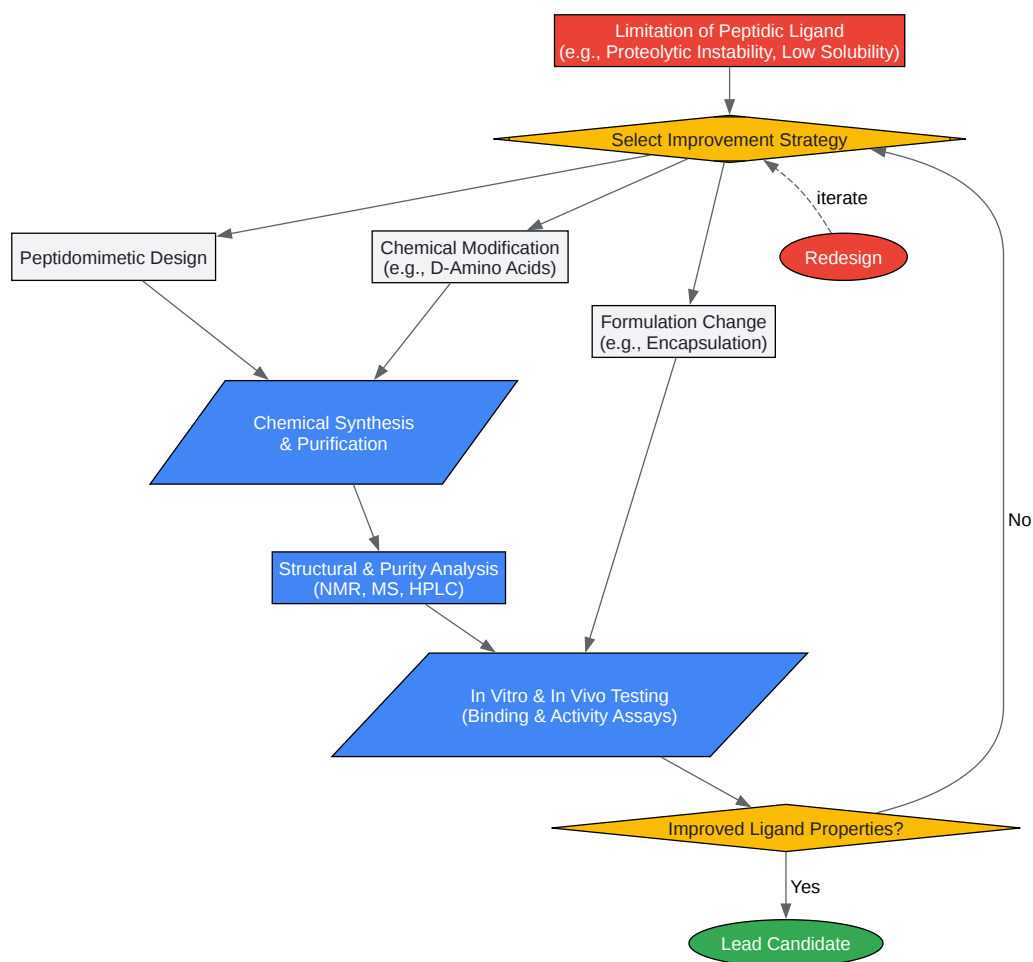 Limitation of Peptidic Ligand
(e.g., Proteolytic Instability, Low Solubility)
Select Improvement Strategy
iterate
Peptidomimetic Design
Chemical Modification
(e.g., D-Amino Acids)
Redesign
Formulation Change
(e.g., Encapsulation)
Chemical Synthesis
& Purification
No
Structural & Purity Analysis
(NMR, MS, HPLC)
In Vitro & In Vivo Testing
(Binding & Activity Assays)
Improved Ligand Properties?
Yes
Lead Candidate